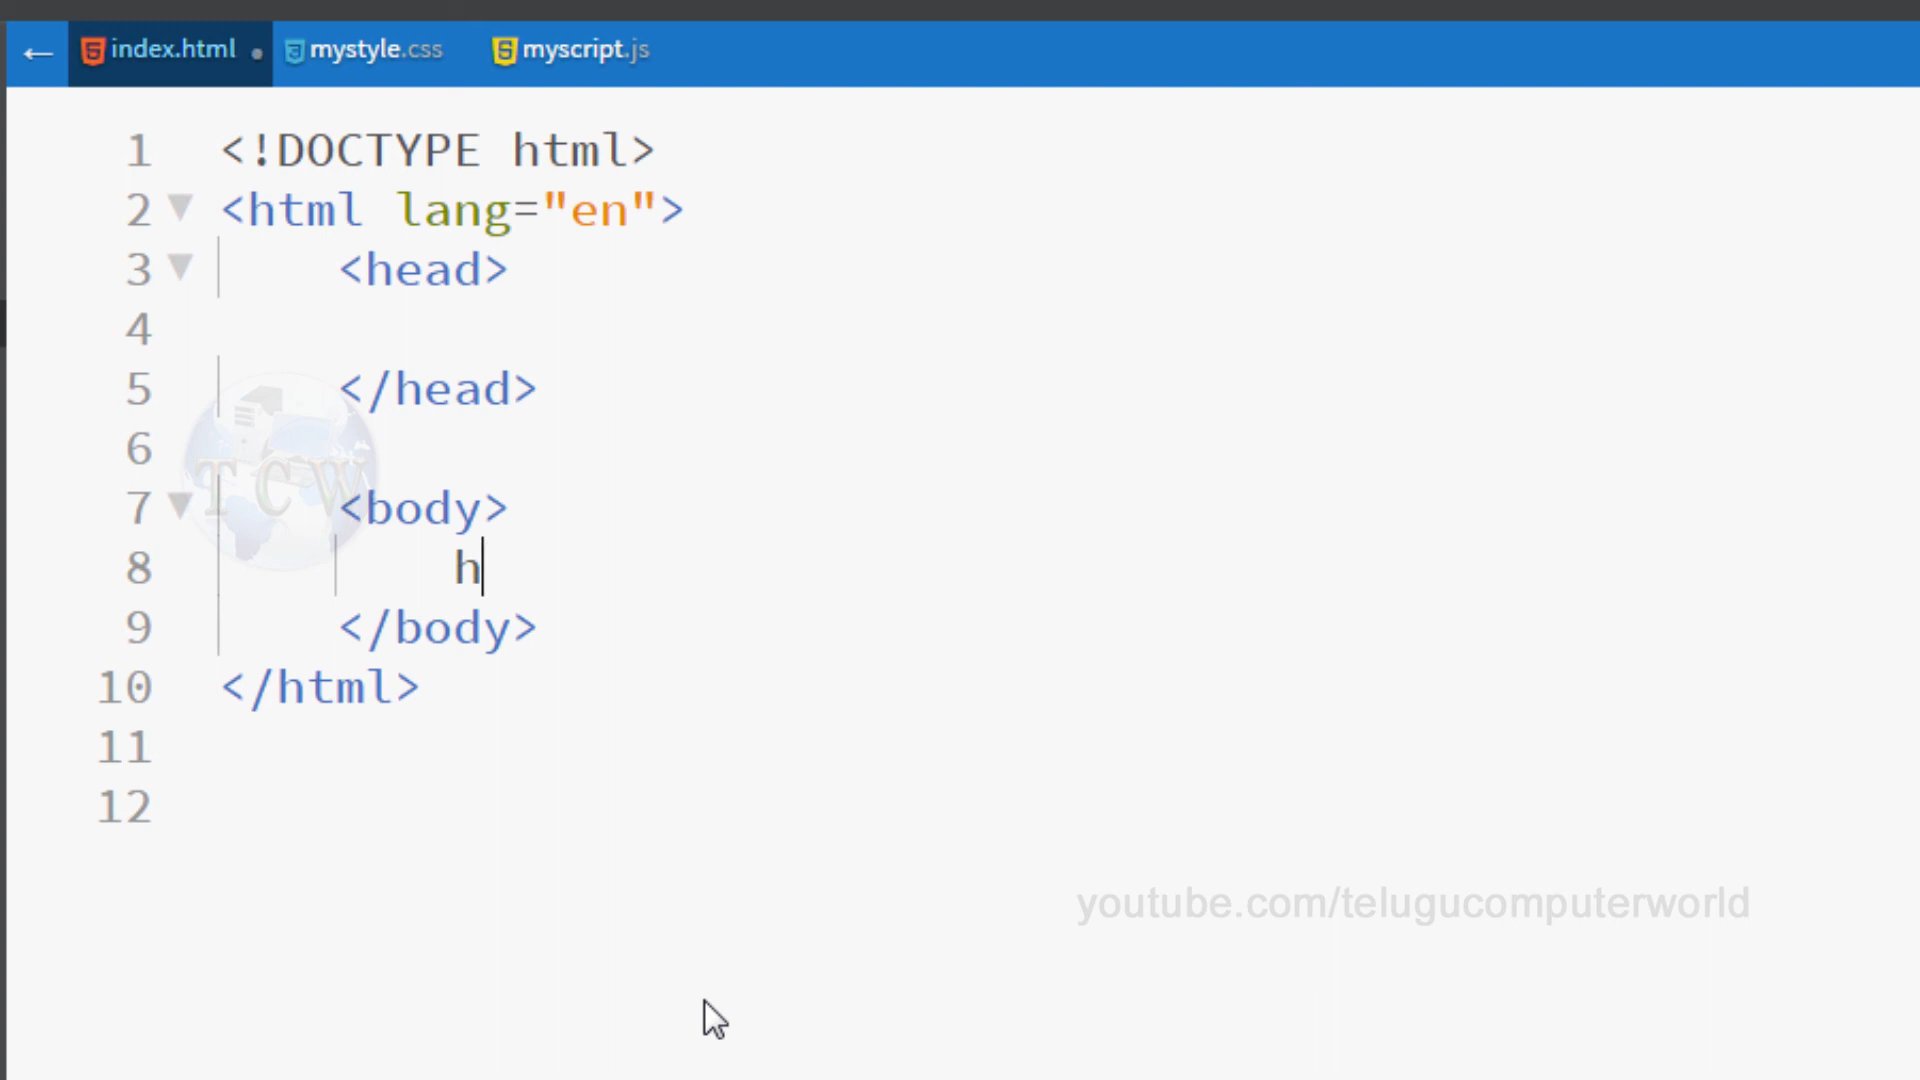 ← index.html • mystyle.css myscript.js
1 <!DOCTYPE html>
2 <html lang="en">
3 <head>
4
5 </head>
6
7 <body>
8 h
9 </body>
10 </html>
11
12
TCW
youtube.com/telugucomputerworld